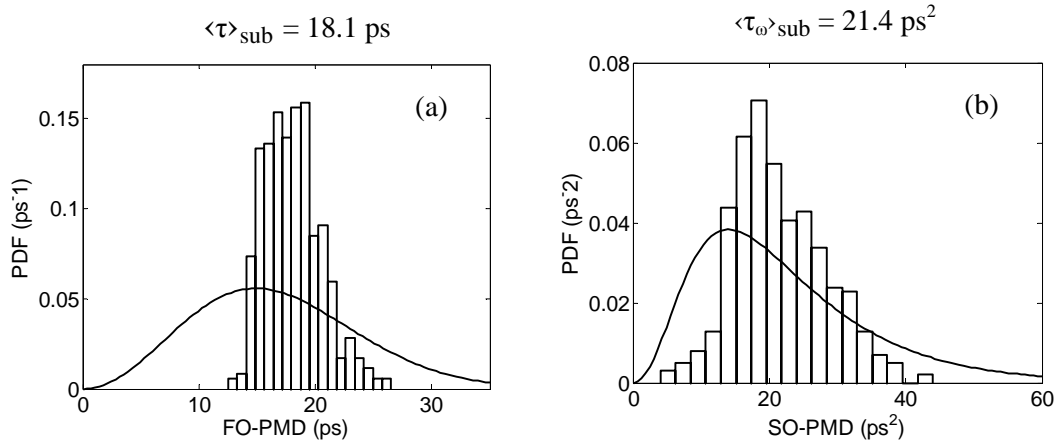 ‹τ›sub = 18.1 ps
(a)
PDF (ps-1)
0.15
0.1
0.05
0
0 10 20 30
FO-PMD (ps)
‹τω›sub = 21.4 ps²
(b)
PDF (ps-2)
0.08
0.06
0.04
0.02
0
0 20 40 60
SO-PMD (ps²)